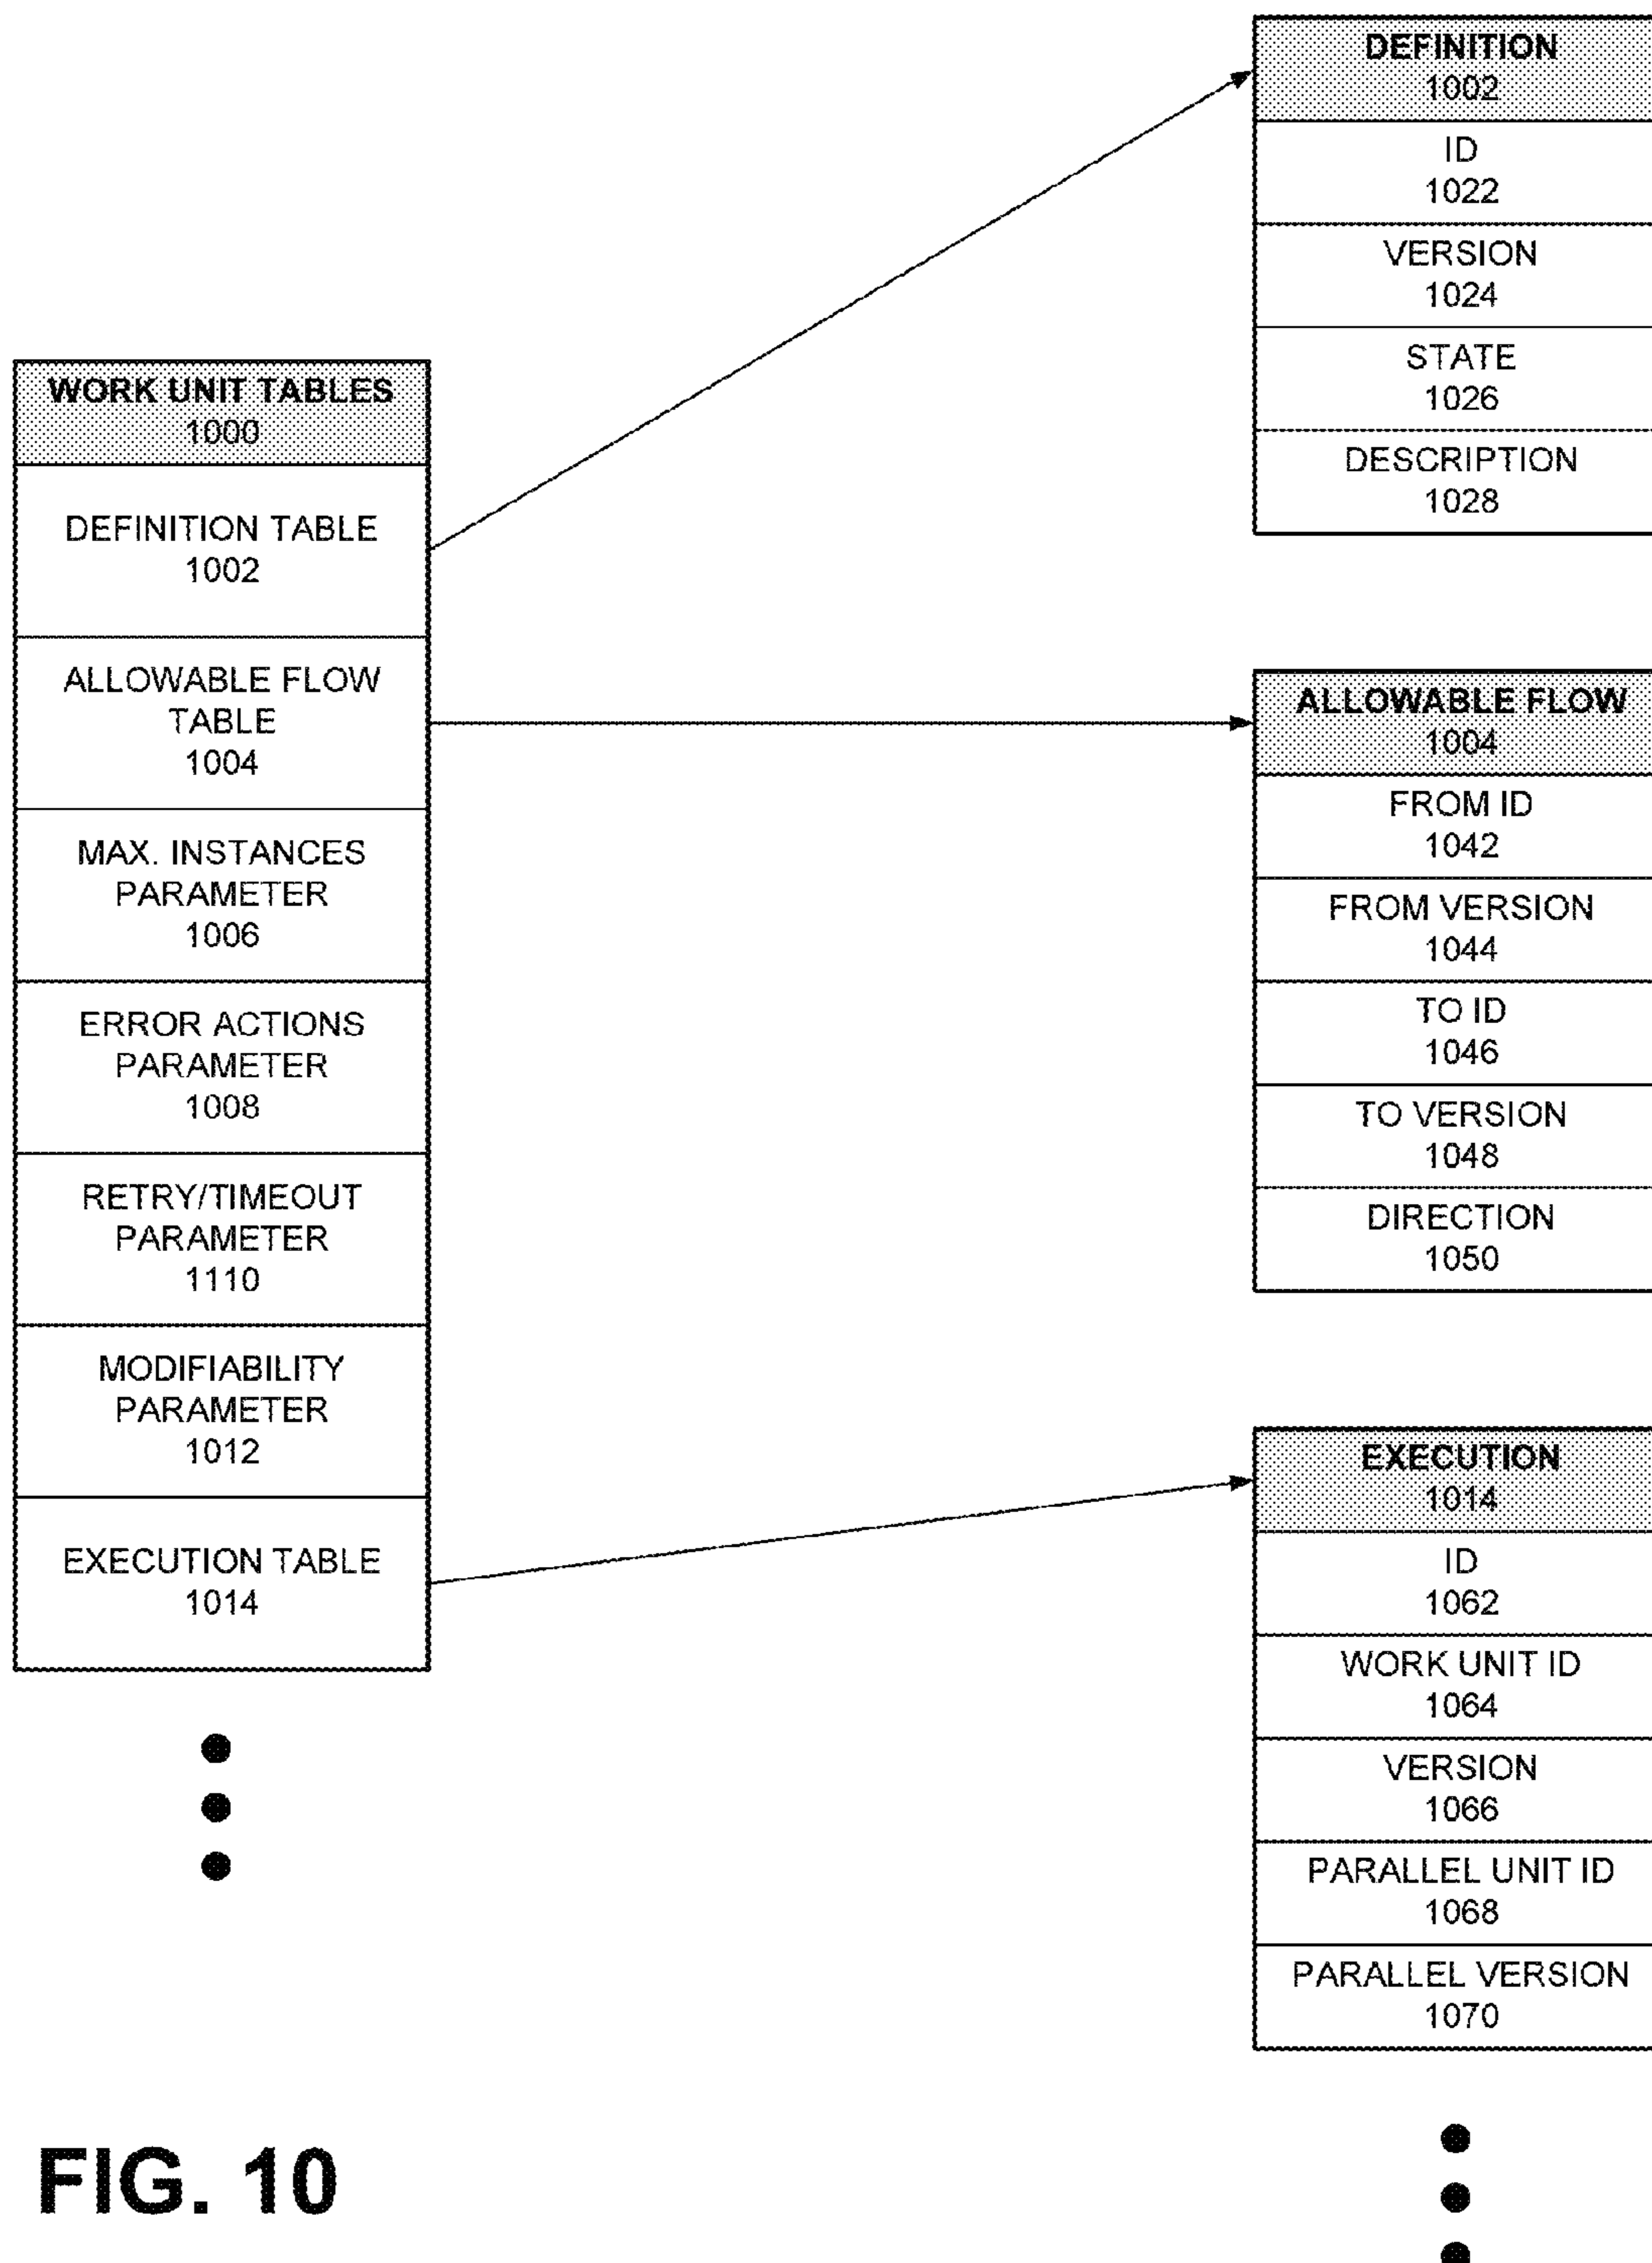 WORK UNIT TABLES
1000
DEFINITION TABLE
1002
ALLOWABLE FLOW
TABLE
1004
MAX. INSTANCES
PARAMETER
1006
ERROR ACTIONS
PARAMETER
1008
RETRY/TIMEOUT
PARAMETER
1110
MODIFIABILITY
PARAMETER
1012
EXECUTION TABLE
1014
DEFINITION
1002
ID
1022
VERSION
1024
STATE
1026
DESCRIPTION
1028
ALLOWABLE FLOW
1004
FROM ID
1042
FROM VERSION
1044
TO ID
1046
TO VERSION
1048
DIRECTION
1050
EXECUTION
1014
ID
1062
WORK UNIT ID
1064
VERSION
1066
PARALLEL UNIT ID
1068
PARALLEL VERSION
1070
FIG. 10